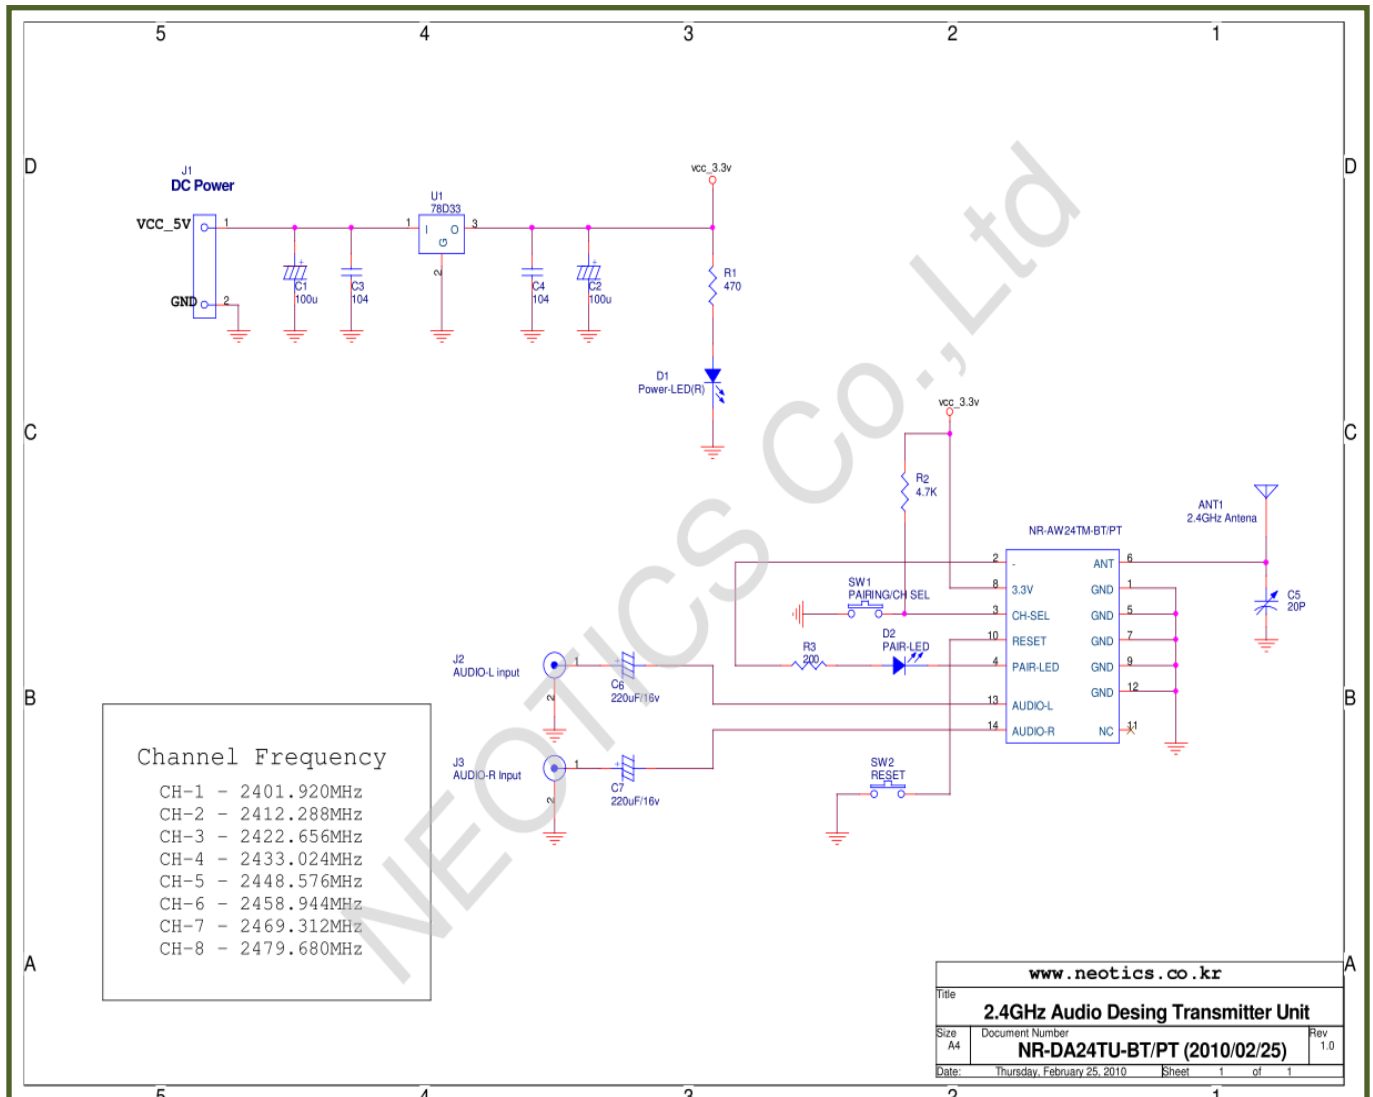 5 4 3 2 1
D D
J1
DC Power
VCC_5V 1
GND 2
U1
78D33
1 I O 3
G
2
C1
100u
C3
104
C4
104
C2
100u
vcc_3.3v
R1
470
D1
Power-LED(R)
C C
vcc_3.3v
R2
4.7K
ANT1
2.4GHz Antena
NR-AW24TM-BT/PT
2 - ANT 6
8 3.3V GND 1
3 CH-SEL GND 5
10 RESET GND 7
4 PAIR-LED GND 9
GND 12
13 AUDIO-L
14 AUDIO-R NC 11
C5
20P
SW1
PAIRING/CH SEL
R3
200
D2
PAIR-LED
J2
AUDIO-L input
1
2
C6
220uF/16v
J3
AUDIO-R Input
1
2
C7
220uF/16v
SW2
RESET
B B
Channel Frequency
CH-1 - 2401.920MHz
CH-2 - 2412.288MHz
CH-3 - 2422.656MHz
CH-4 - 2433.024MHz
CH-5 - 2448.576MHz
CH-6 - 2458.944MHz
CH-7 - 2469.312MHz
CH-8 - 2479.680MHz
NEOTICS Co.,Ltd
A A
www.neotics.co.kr
Title
2.4GHz Audio Desing Transmitter Unit
Size Document Number Rev
A4 NR-DA24TU-BT/PT (2010/02/25) 1.0
Date: Thursday, February 25, 2010 Sheet 1 of 1
5 4 3 2 1